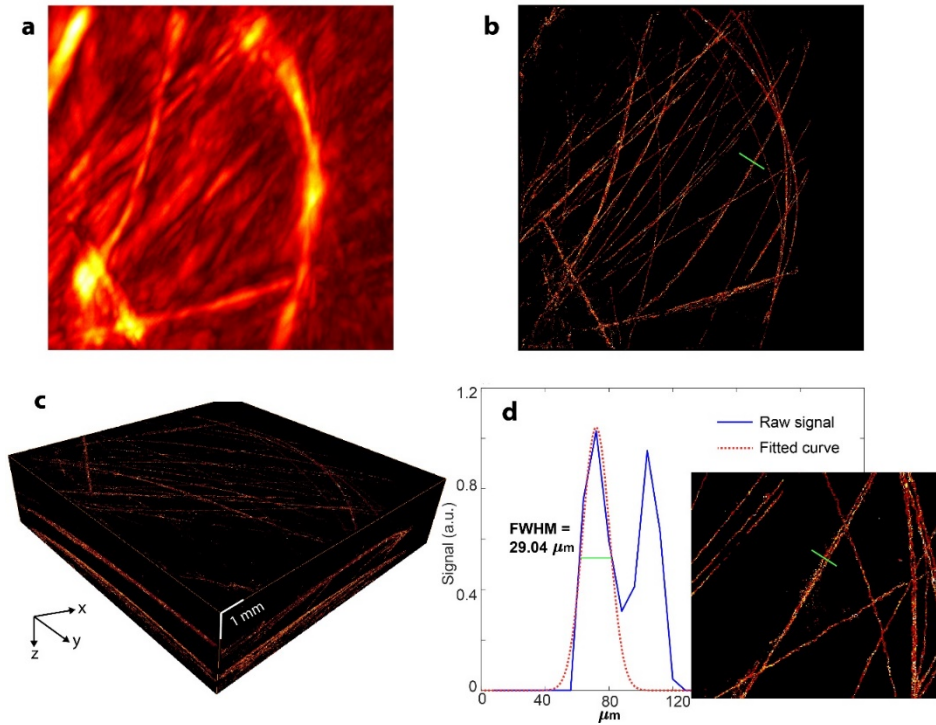 a
b
c
1 mm
x
y
z
d
1.2
0.8
0.4
0
Signal (a.u.)
Raw signal
Fitted curve
FWHM =
29.04 μm
0 40 80 120
μm